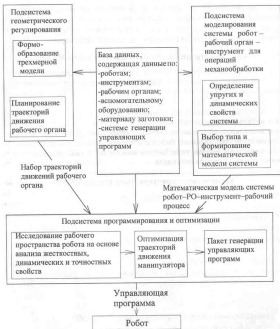 Подсистема
геометрического
регулирования
Формо-
образование
трехмерной
модели
Планирование
траекторий
движения
рабочего органа
База данных,
содержащая данные по:
-роботам;
-инструментам;
-рабочим органам;
-вспомогательному
оборудованию;
-материалу заготовки;
-системе генерации
управляющих
программ
Подсистема
моделирования
системы робот –
рабочий орган –
инструмент для
операций
механообработки
Определение
упругих и
динамических
свойств
системы
Выбор типа и
формирование
математической
модели системы
Набор траекторий
движений рабочего
органа
Математическая модель системы
робот–РО–инструмент–рабочий
процесс
Подсистема программирования и оптимизации
Исследование рабочего
пространства робота на основе
анализа жесткостных,
динамических и точностных
свойств
Оптимизация
траекторий
движения
манипулятора
Пакет генерации
управляющих
программ
Управляющая
программа
Робот